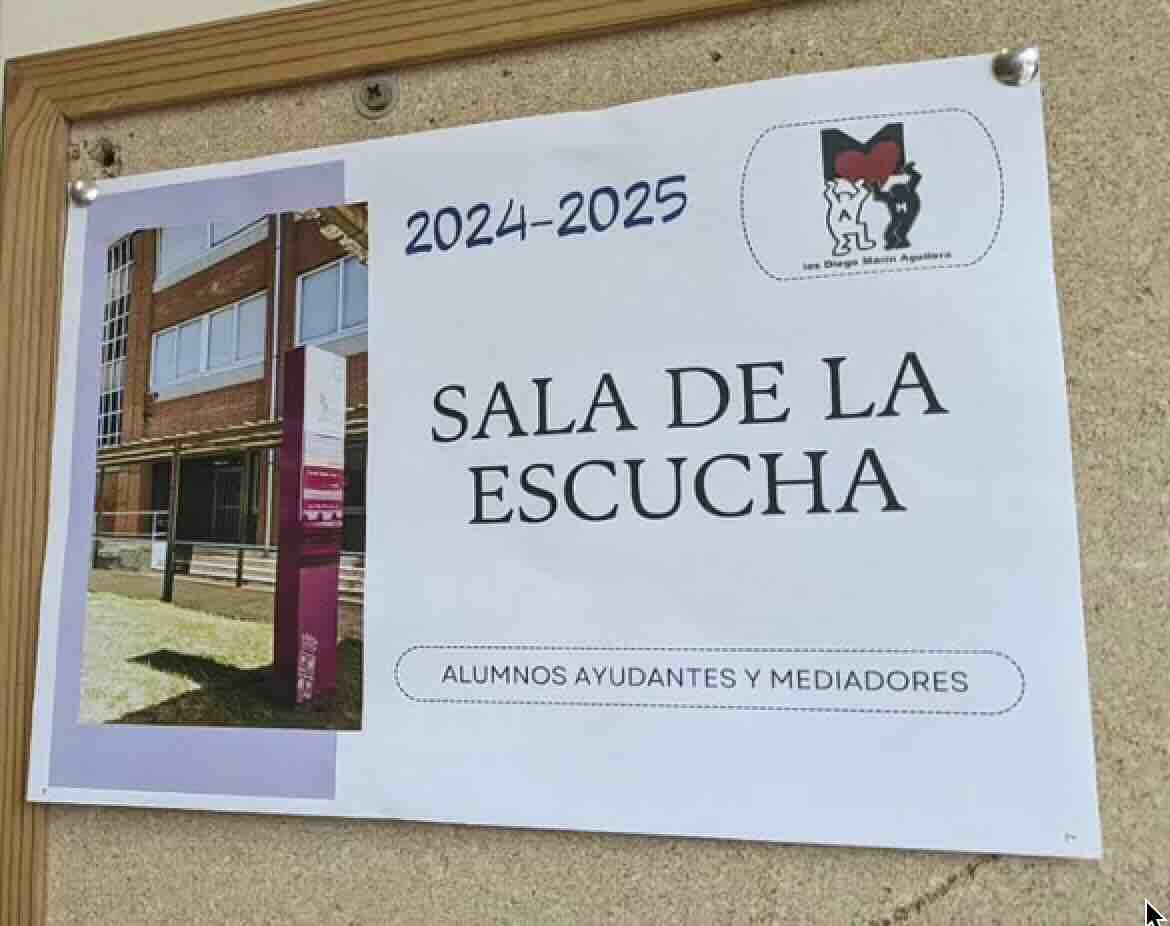 2024-2025
A M
Ies Diego Marín Aguilera
SALA DE LA
ESCUCHA
ALUMNOS AYUDANTES Y MEDIADORES